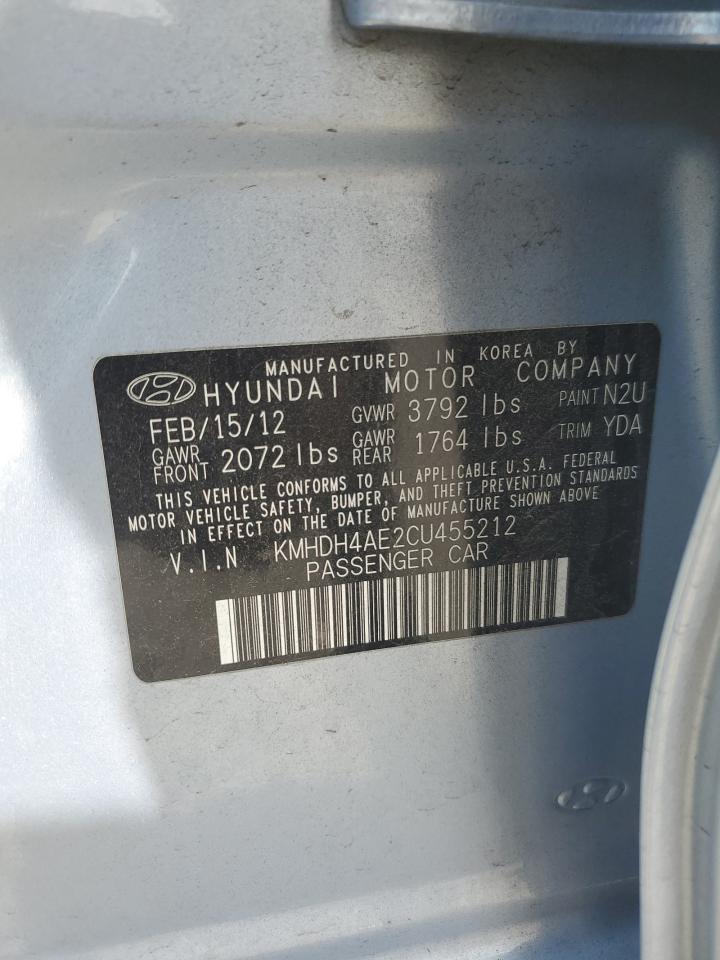 MANUFACTURED IN KOREA BY
HYUNDAI MOTOR COMPANY
FEB/15/12 GVWR 3792 lbs PAINT N2U
GAWR FRONT 2072 lbs GAWR REAR 1764 lbs TRIM YDA
THIS VEHICLE CONFORMS TO ALL APPLICABLE U.S.A. FEDERAL
MOTOR VEHICLE SAFETY, BUMPER, AND THEFT PREVENTION STANDARDS
IN EFFECT ON THE DATE OF MANUFACTURE SHOWN ABOVE
V.I.N KMHDH4AE2CU455212
PASSENGER CAR